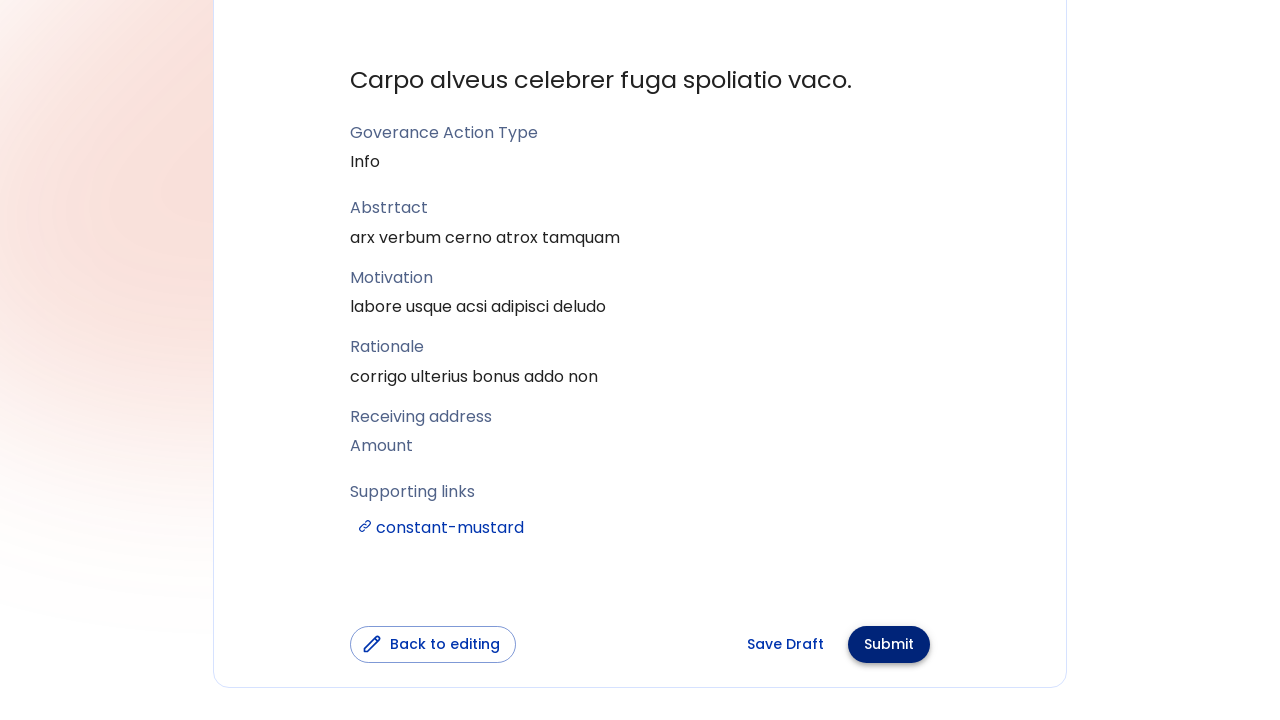 Carpo alveus celebrer fuga spoliatio vaco.
Goverance Action Type
Info
Abstrtact
arx verbum cerno atrox tamquam
Motivation
labore usque acsi adipisci deludo
Rationale
corrigo ulterius bonus addo non
Receiving address
Amount
Supporting links
constant-mustard
Back to editing
Save Draft
Submit